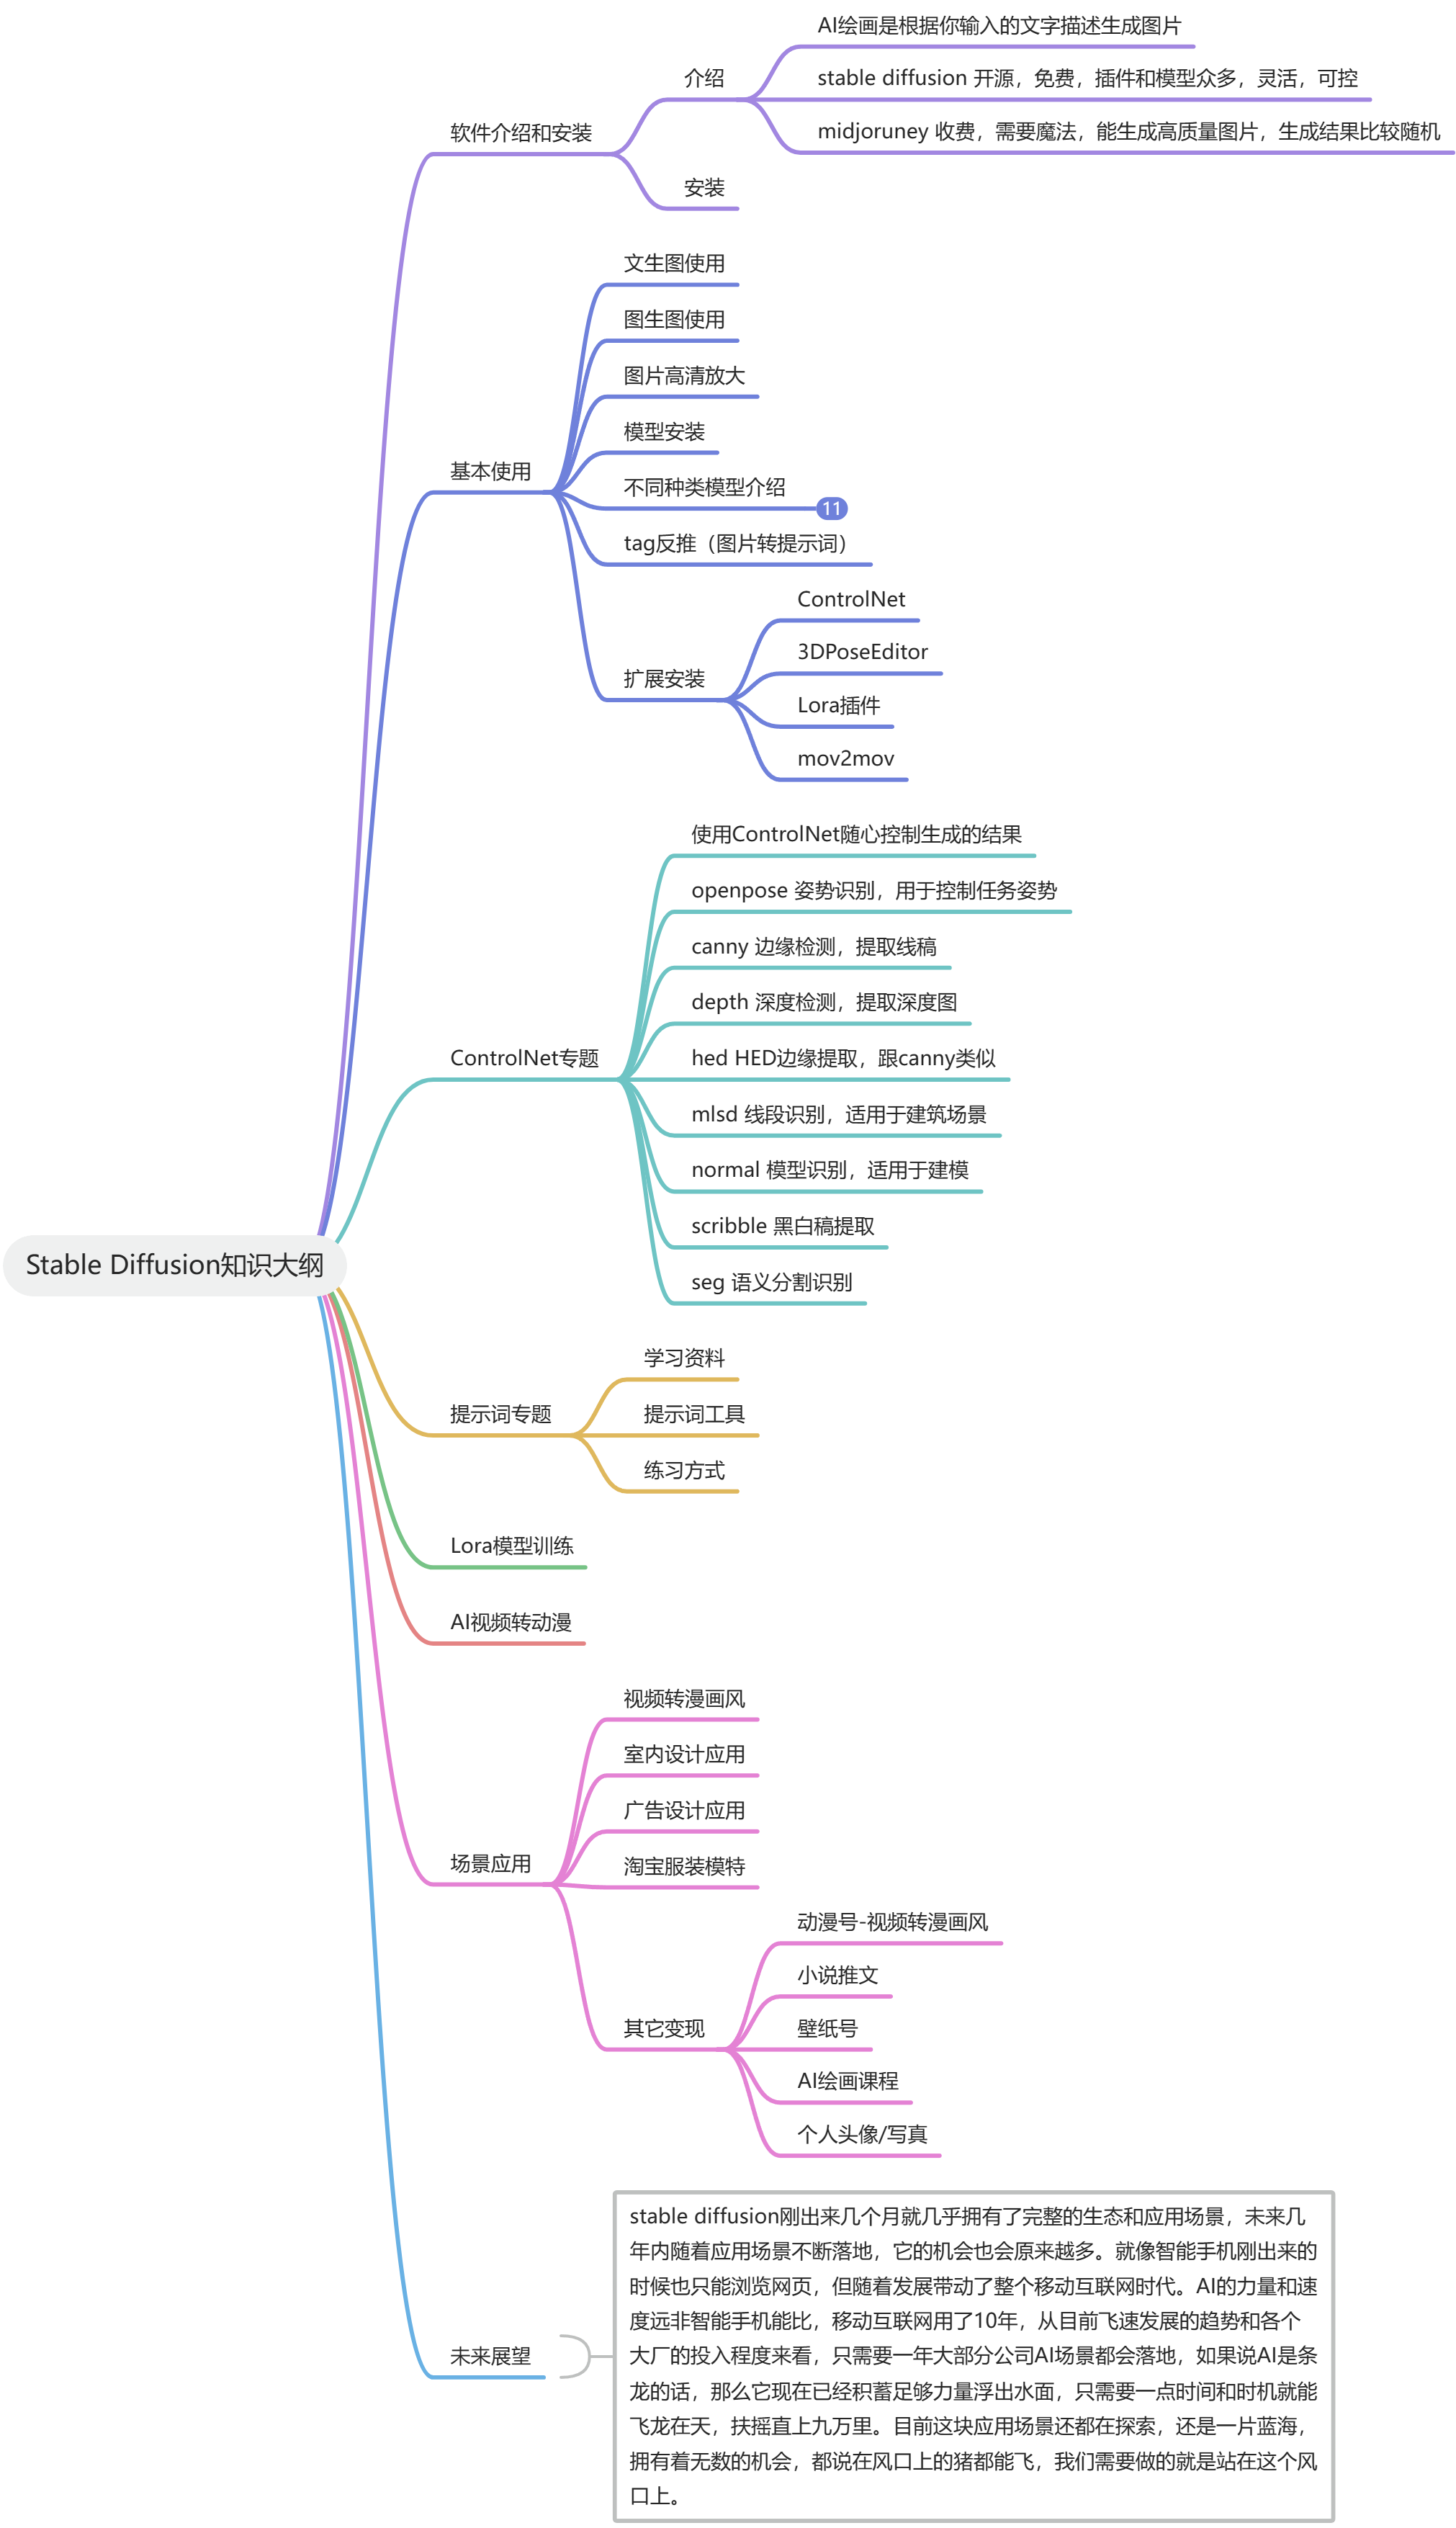 AI绘画是根据你输入的文字描述生成图片
介绍
stable diffusion 开源，免费，插件和模型众多，灵活，可控
软件介绍和安装
midjoruney 收费，需要魔法，能生成高质量图片，生成结果比较随机
安装
文生图使用
图生图使用
图片高清放大
模型安装
基本使用
不同种类模型介绍
11
tag反推（图片转提示词）
ControlNet
3DPoseEditor
扩展安装
Lora插件
mov2mov
使用ControlNet随心控制生成的结果
openpose 姿势识别，用于控制任务姿势
canny 边缘检测，提取线稿
depth 深度检测，提取深度图
ControlNet专题
hed HED边缘提取，跟canny类似
mlsd 线段识别，适用于建筑场景
normal 模型识别，适用于建模
scribble 黑白稿提取
Stable Diffusion知识大纲
seg 语义分割识别
学习资料
提示词专题
提示词工具
练习方式
Lora模型训练
AI视频转动漫
视频转漫画风
室内设计应用
广告设计应用
场景应用
淘宝服装模特
动漫号-视频转漫画风
小说推文
其它变现
壁纸号
AI绘画课程
个人头像/写真
未来展望
stable diffusion刚出来几个月就几乎拥有了完整的生态和应用场景，未来几
年内随着应用场景不断落地，它的机会也会原来越多。就像智能手机刚出来的
时候也只能浏览网页，但随着发展带动了整个移动互联网时代。AI的力量和速
度远非智能手机能比，移动互联网用了10年，从目前飞速发展的趋势和各个
大厂的投入程度来看，只需要一年大部分公司AI场景都会落地，如果说AI是条
龙的话，那么它现在已经积蓄足够力量浮出水面，只需要一点时间和时机就能
飞龙在天，扶摇直上九万里。目前这块应用场景还都在探索，还是一片蓝海，
拥有着无数的机会，都说在风口上的猪都能飞，我们需要做的就是站在这个风
口上。